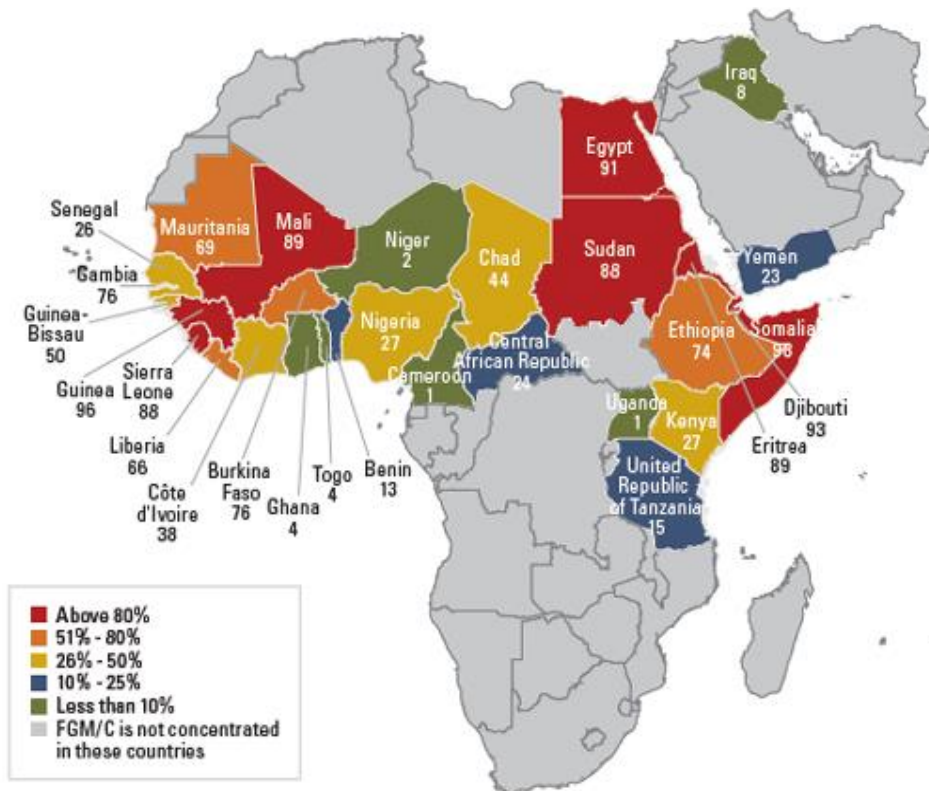 Iraq
8
Egypt
91
Senegal
26
Mauritania
69
Mali
89
Niger
2
Chad
44
Sudan
88
Yemen
23
Gambia
76
Guinea-
Bissau
50
Nigeria
27
Ethiopia
74
Somalia
98
Guinea
96
Sierra
Leone
88
Central
African Republic
24
Cameroon
1
Uganda
1
Kenya
27
Djibouti
93
Eritrea
89
Liberia
66
Côte
d'Ivoire
38
Burkina
Faso
76
Ghana
4
Togo
4
Benin
13
United
Republic
of Tanzania
15
Above 80%
51% - 80%
26% - 50%
10% - 25%
Less than 10%
FGM/C is not concentrated
in these countries